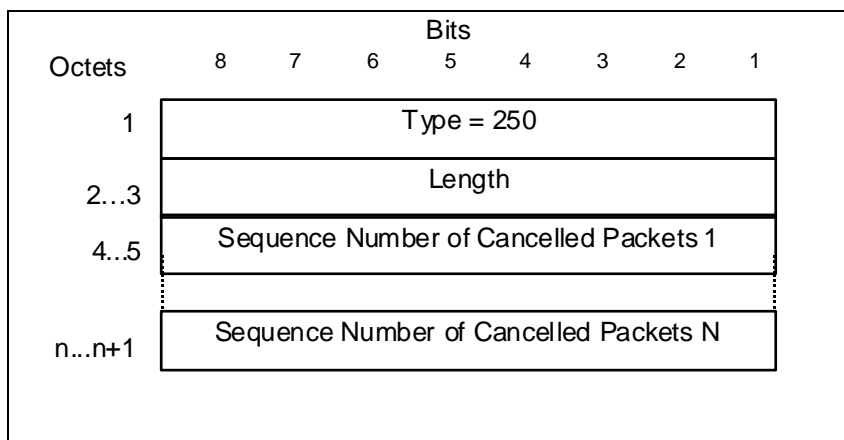 Bits
Octets 8 7 6 5 4 3 2 1
1 Type = 250
2...3 Length
4...5 Sequence Number of Cancelled Packets 1
n...n+1 Sequence Number of Cancelled Packets N